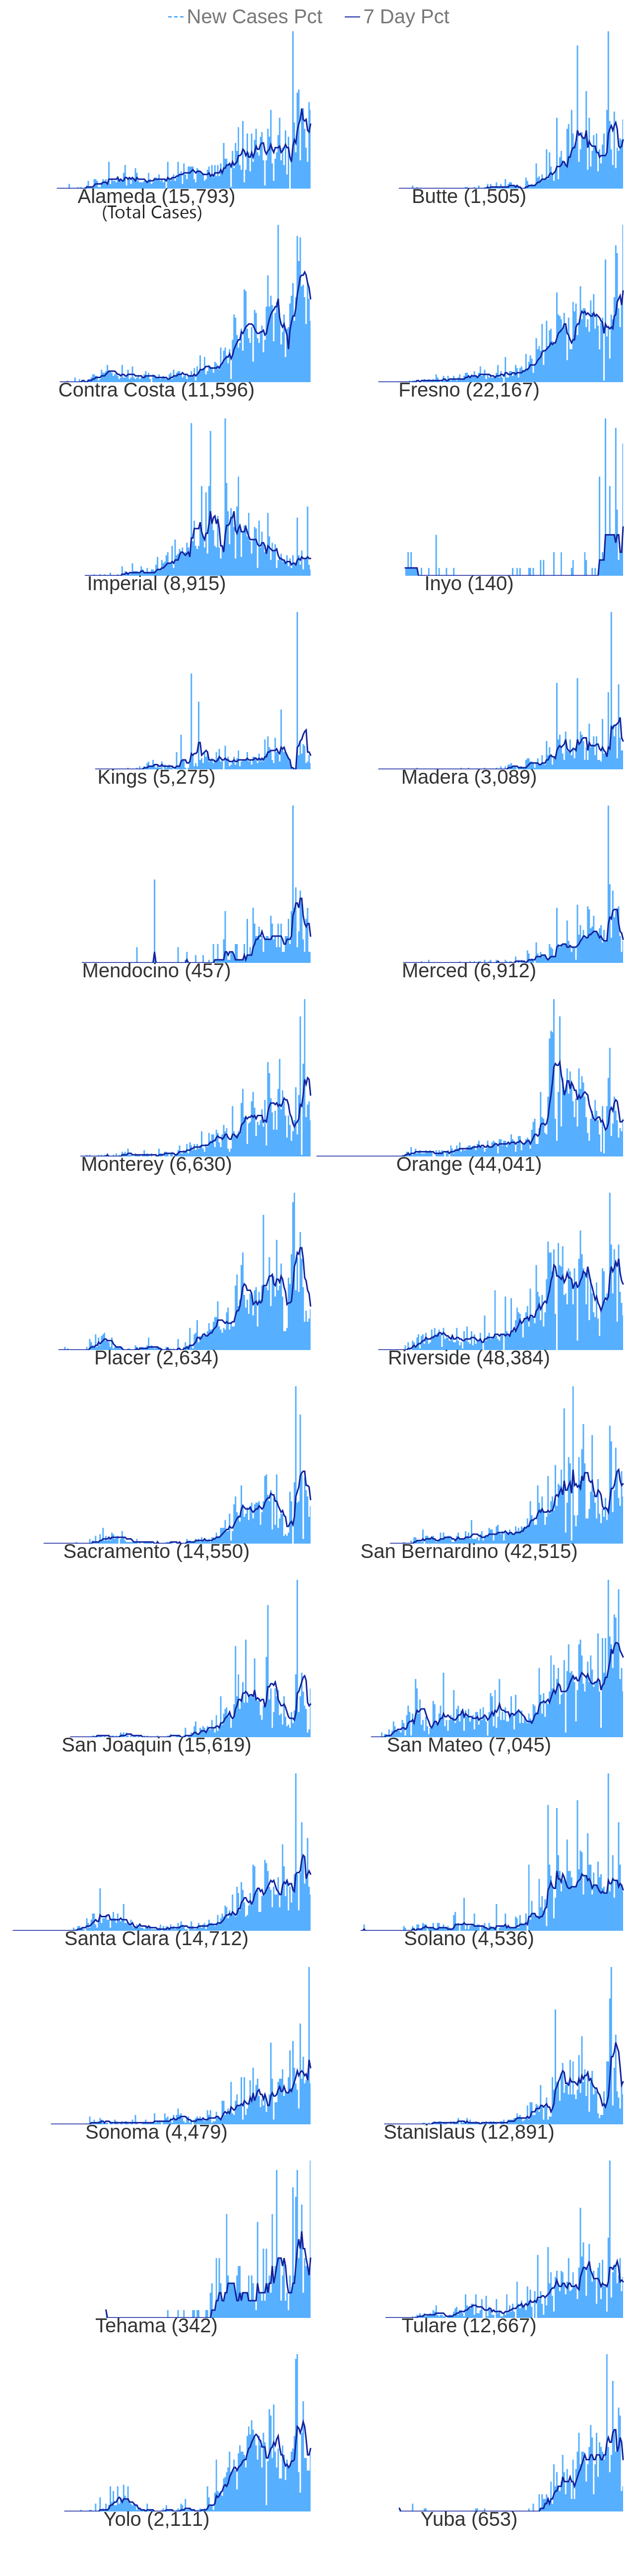 New Cases Pct 7 Day Pct
Alameda (15,793) Butte (1,505)
(Total Cases)
Contra Costa (11,596) Fresno (22,167)
Imperial (8,915) Inyo (140)
Kings (5,275) Madera (3,089)
Mendocino (457) Merced (6,912)
Monterey (6,630) Orange (44,041)
Placer (2,634) Riverside (48,384)
Sacramento (14,550) San Bernardino (42,515)
San Joaquin (15,619) San Mateo (7,045)
Santa Clara (14,712) Solano (4,536)
Sonoma (4,479) Stanislaus (12,891)
Tehama (342) Tulare (12,667)
Yolo (2,111) Yuba (653)